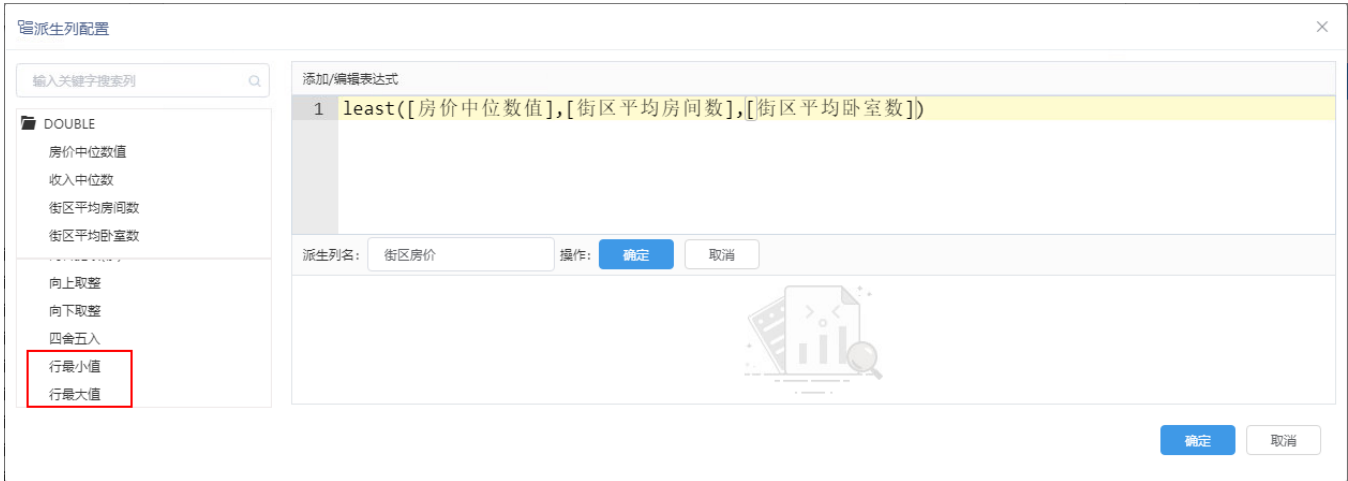 派生列配置
输入关键字搜索列
DOUBLE
房价中位数值
收入中位数
街区平均房间数
街区平均卧室数
向上取整
向下取整
四舍五入
行最小值
行最大值
添加/编辑表达式
1 least([房价中位数值],[街区平均房间数],[街区平均卧室数])
派生列名: 街区房价 操作: 确定 取消
确定 取消